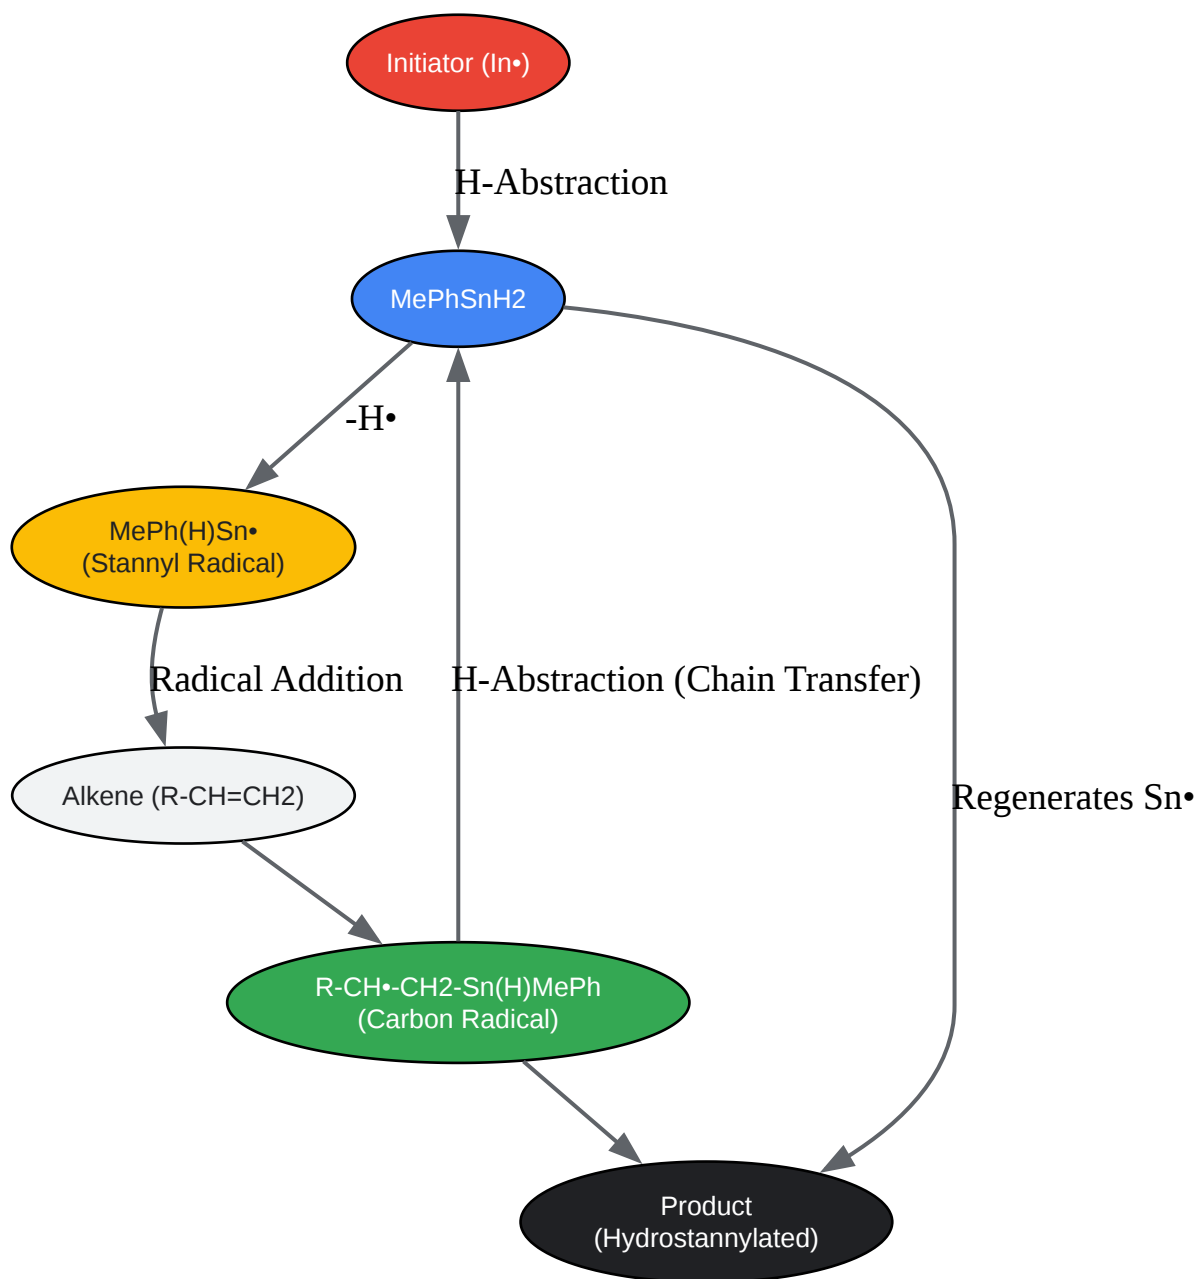 Initiator (In•)
H-Abstraction
MePhSnH2
-H•
MePh(H)Sn•
(Stannyl Radical)
Radical Addition
H-Abstraction (Chain Transfer)
Alkene (R-CH=CH2)
Regenerates Sn•
R-CH•-CH2-Sn(H)MePh
(Carbon Radical)
Product
(Hydrostannylated)